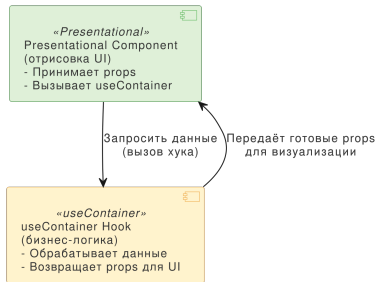 «Presentational»
Presentational Component
(отрисовка UI)
- Принимает props
- Вызывает useContainer
Запросить данные
(вызов хука)
Передаёт готовые props
для визуализации
«useContainer»
useContainer Hook
(бизнес-логика)
- Обрабатывает данные
- Возвращает props для UI